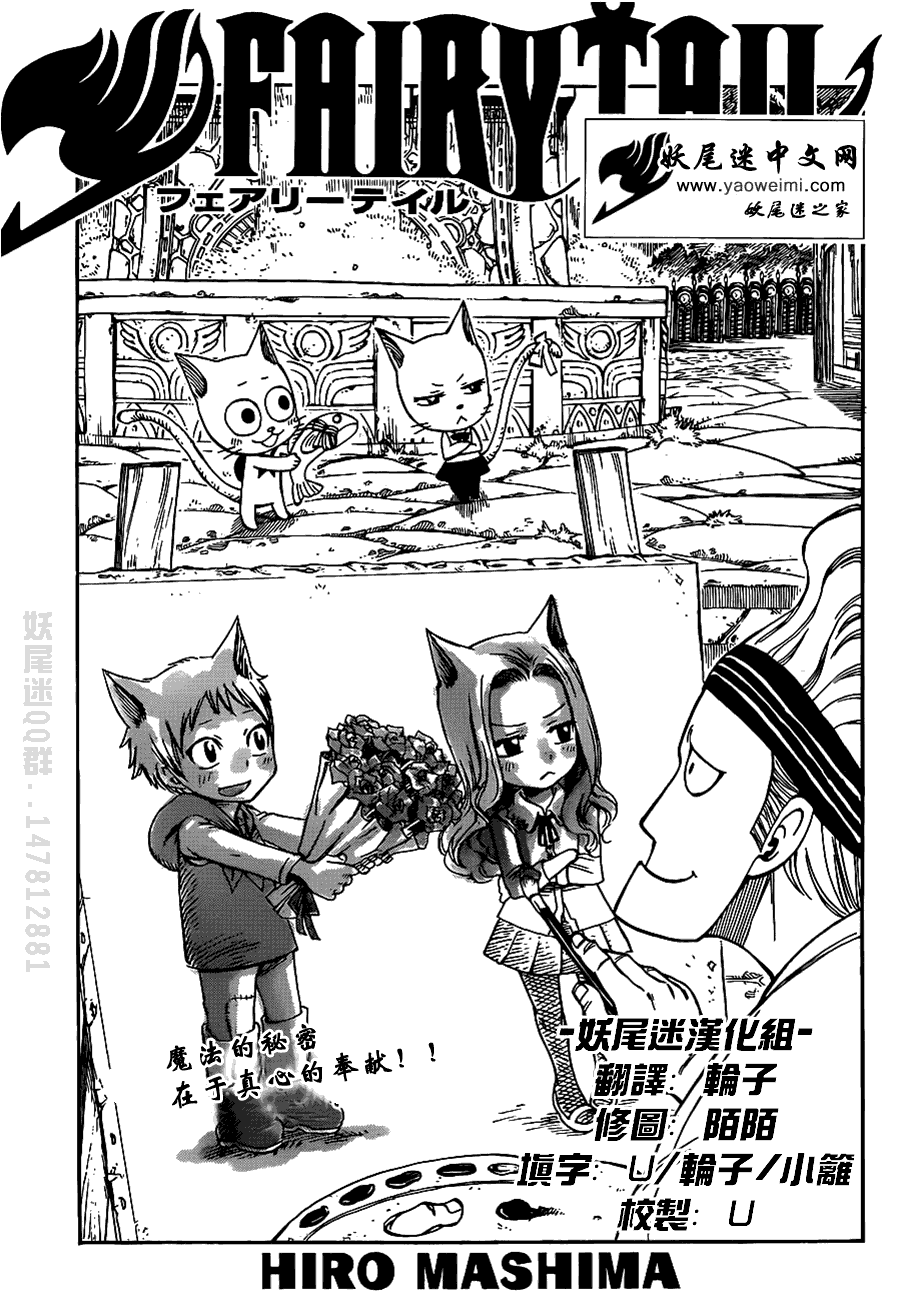 FAIRY TAIL
フェアリーテイル
妖尾迷中文网
www.yaoweimi.com
妖尾迷之家
妖尾迷QQ群..147812881
魔法的秘密
在于真心的奉献！！
-妖尾迷漢化組-
翻譯: 輪子
修圖: 陌陌
填字: U/輪子/小籬
校製: U
HIRO MASHIMA